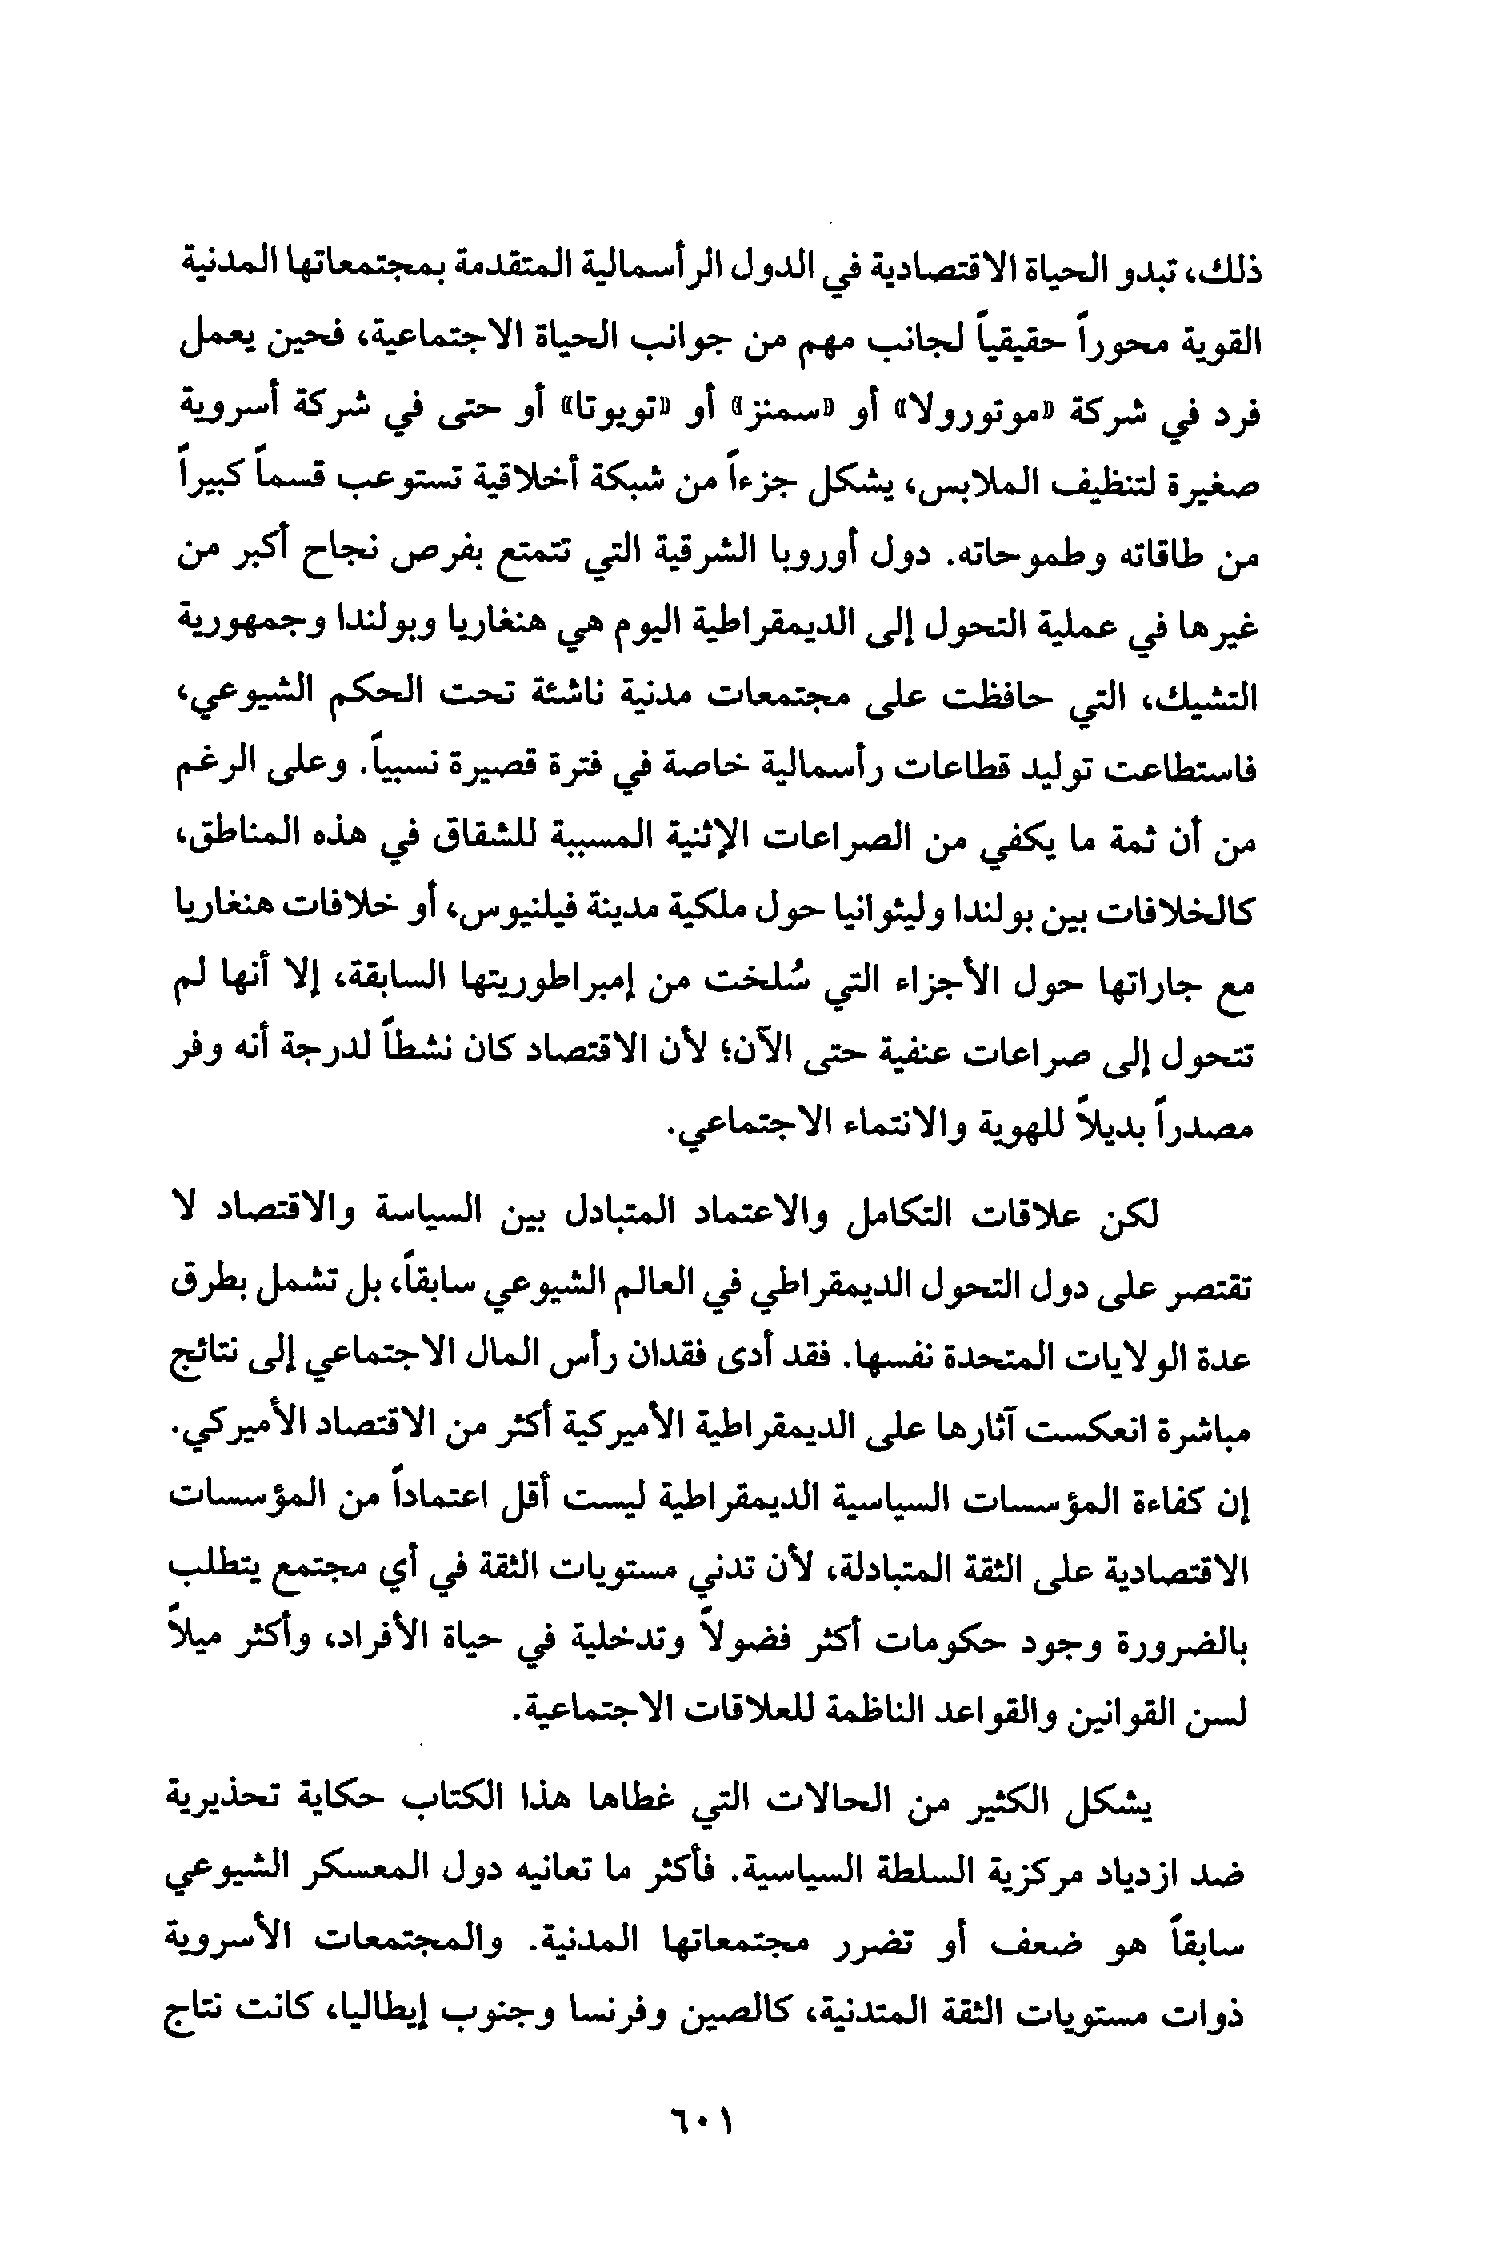 ذلك، تبدو الحياة الاقتصادية في الدول الرأسمالية المتقدمة بمجتمعاتها المدنية
القوية محوراً حقيقياً لجانب مهم من جوانب الحياة الاجتماعية، فحين يعمل
فرد في شركة «موتورولا» أو «سمنز» أو «تويوتا» أو حتى في شركة أسروية
صغيرة لتنظيف الملابس، يشكل جزءاً من شبكة أخلاقية تستوعب قسماً كبيراً
من طاقاته وطموحاته. دول أوروبا الشرقية التي تتمتع بفرص نجاح أكبر من
غيرها في عملية التحول إلى الديمقراطية اليوم هي هنغاريا وبولندا وجمهورية
التشيك، التي حافظت على مجتمعات مدنية ناشئة تحت الحكم الشيوعي،
فاستطاعت توليد قطاعات رأسمالية خاصة في فترة قصيرة نسبياً. وعلى الرغم
من أن ثمة ما يكفي من الصراعات الإثنية المسببة للشقاق في هذه المناطق،
كالخلافات بين بولندا وليثوانيا حول ملكية مدينة فيلنيوس، أو خلافات هنغاريا
مع جاراتها حول الأجزاء التي سُلخت من إمبراطوريتها السابقة، إلا أنها لم
تتحول إلى صراعات عنفية حتى الآن؛ لأن الاقتصاد كان نشطاً لدرجة أنه وفر
مصدراً بديلاً للهوية والانتماء الاجتماعي.
لكن علاقات التكامل والاعتماد المتبادل بين السياسة والاقتصاد لا
تقتصر على دول التحول الديمقراطي في العالم الشيوعي سابقاً، بل تشمل بطرق
عدة الولايات المتحدة نفسها. فقد أدى فقدان رأس المال الاجتماعي إلى نتائج
مباشرة انعكست آثارها على الديمقراطية الأميركية أكثر من الاقتصاد الأميركي.
إن كفاءة المؤسسات السياسية الديمقراطية ليست أقل اعتماداً من المؤسسات
الاقتصادية على الثقة المتبادلة، لأن تدني مستويات الثقة في أي مجتمع يتطلب
بالضرورة وجود حكومات أكثر فضولاً وتدخلية في حياة الأفراد، وأكثر ميلاً
لسن القوانين والقواعد الناظمة للعلاقات الاجتماعية.
يشكل الكثير من الحالات التي غطاها هذا الكتاب حكاية تحذيرية
ضد ازدياد مركزية السلطة السياسية. فأكثر ما تعانيه دول المعسكر الشيوعي
سابقاً هو ضعف أو تضرر مجتمعاتها المدنية. والمجتمعات الأسروية
ذوات مستويات الثقة المتدنية، كالصين وفرنسا وجنوب إيطاليا، كانت نتاج
٦٠١